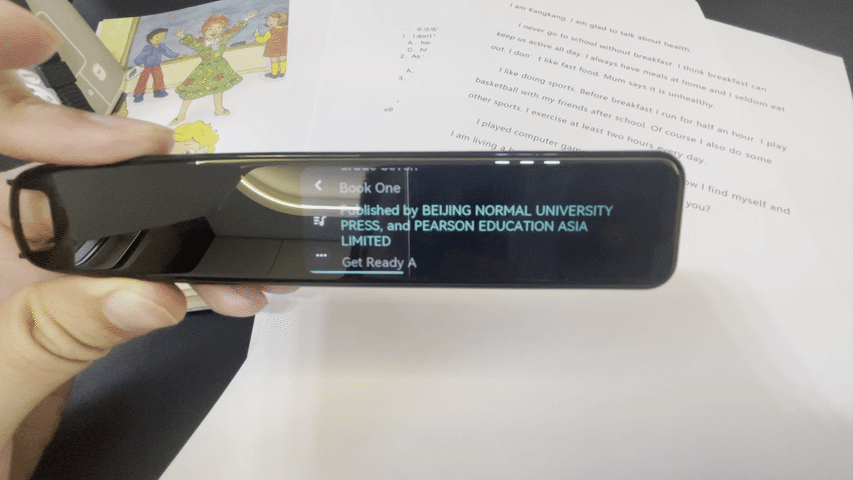 1. I don't
A. har
2. As
A.
3.
vill
I am Kangkang. I am glad to talk about health.
I never go to school without breakfast. I think breakfast can
keep us active all day. I always have meals at home and I seldom eat
out. I don't like fast food. Mum says it is unhealthy.
I like doing sports. Before breakfast I run for half an hour. I play
basketball with my friends after school. Of course I also do some
other sports. I exercise at least two hours every day.
I played computer gam
I am living a h
ow I find myself and
you?
Book One
Published by BEIJING NORMAL UNIVERSITY
PRESS, and PEARSON EDUCATION ASIA
LIMITED
Get Ready A